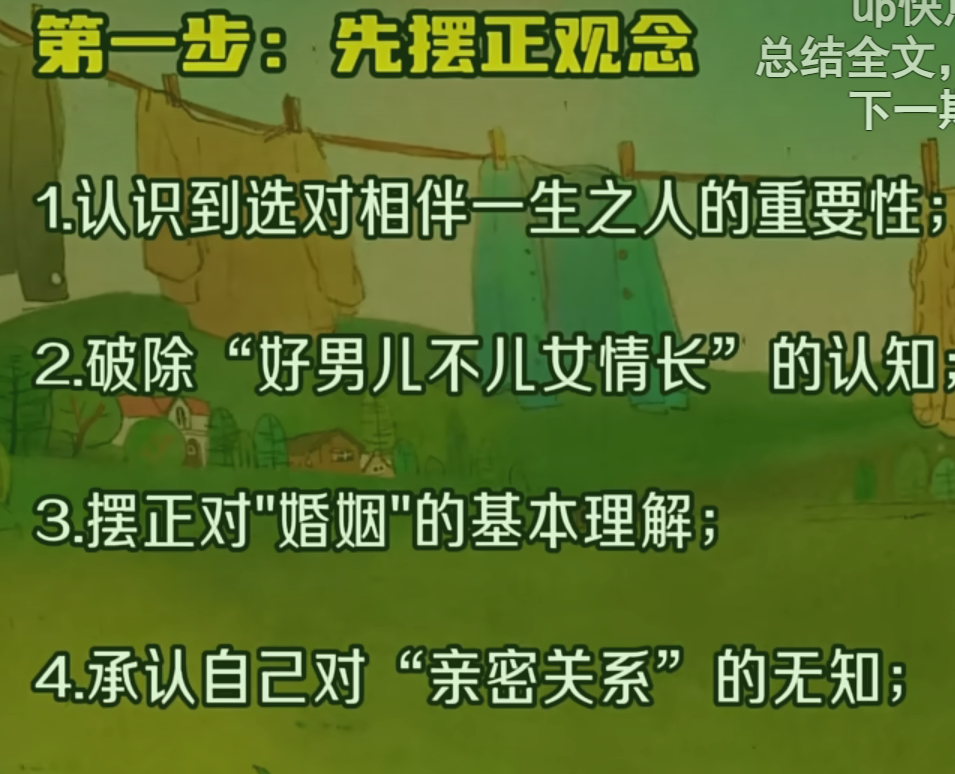 第一步：先摆正观念
up快
总结全文，
下一期
1.认识到选对相伴一生之人的重要性；
2.破除“好男儿不儿女情长”的认知；
3.摆正对"婚姻"的基本理解；
4.承认自己对“亲密关系”的无知；